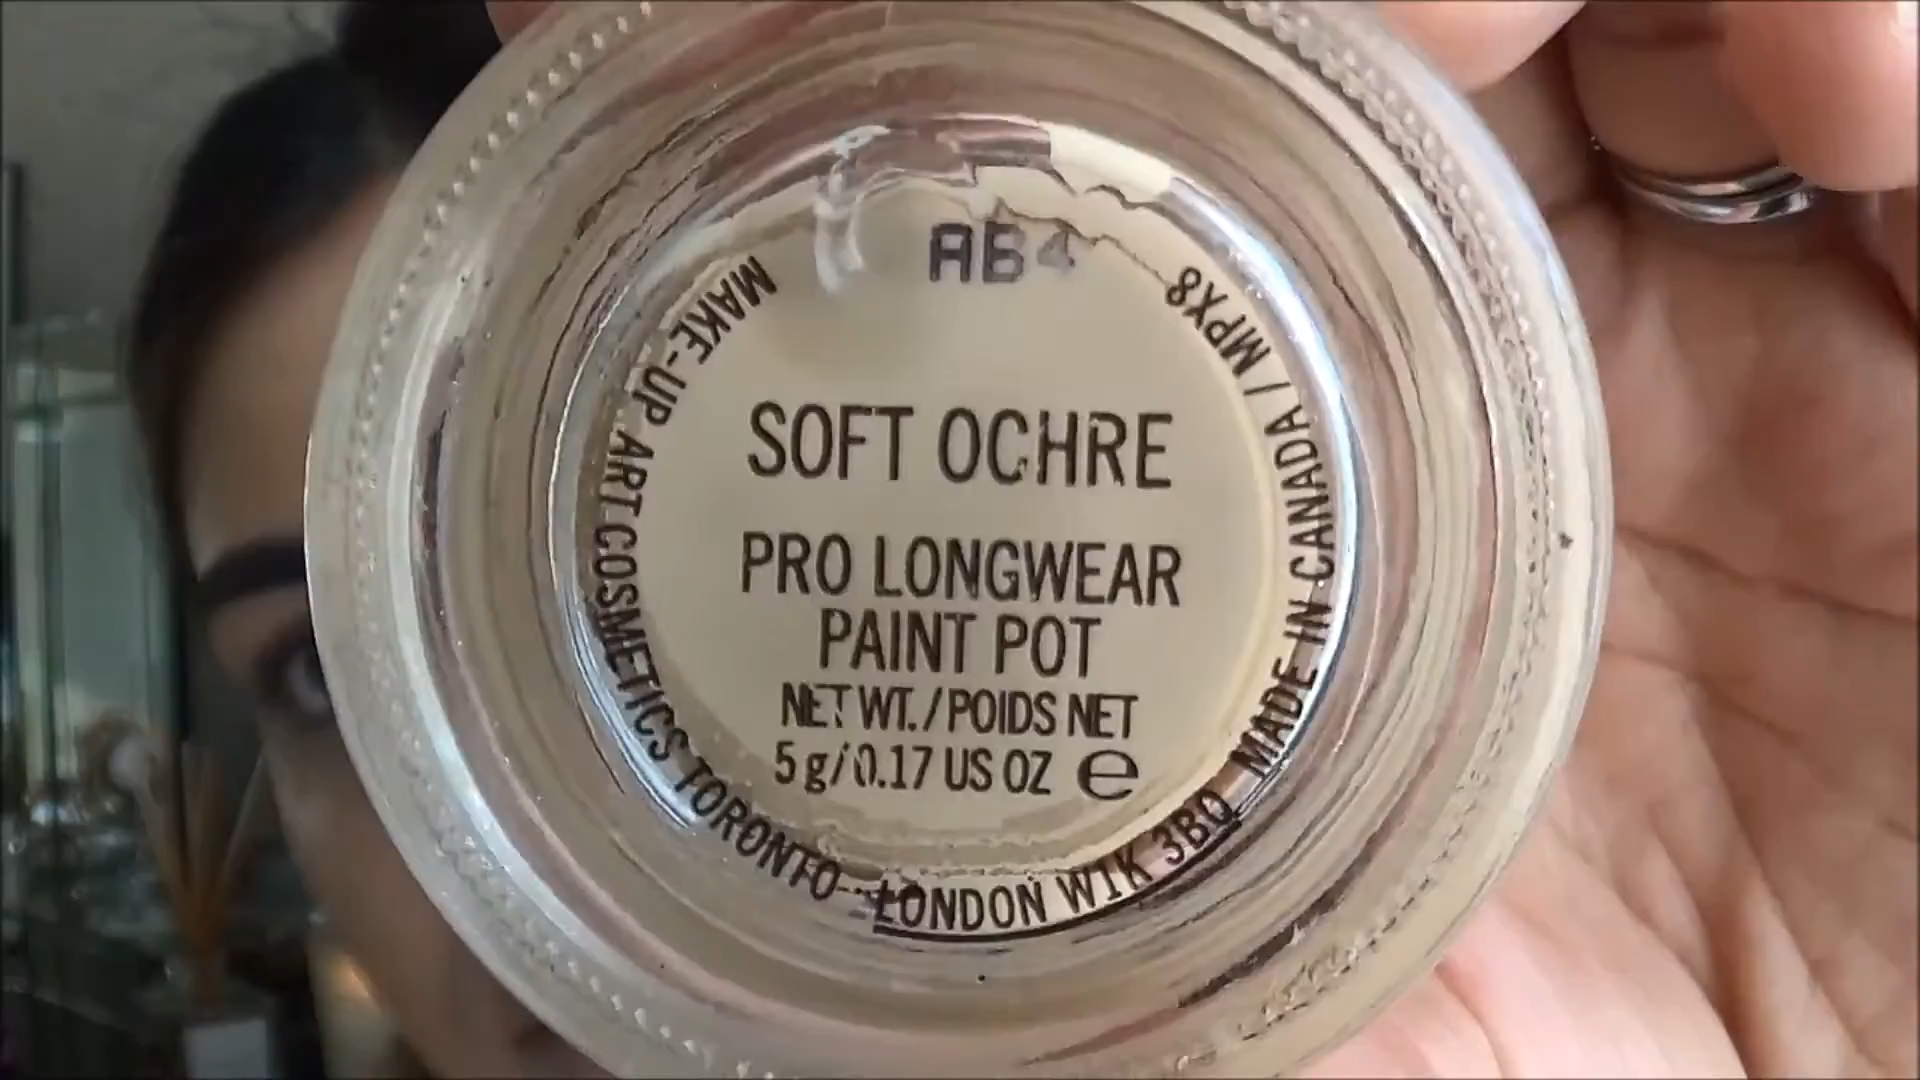 AB4
SOFT OCHRE
PRO LONGWEAR
PAINT POT
NET WT./POIDS NET
5 g/0.17 US OZ e
MAKE-UP ART COSMETICS TORONTO · LONDON W1K 3BQ MADE IN CANADA / MPX8